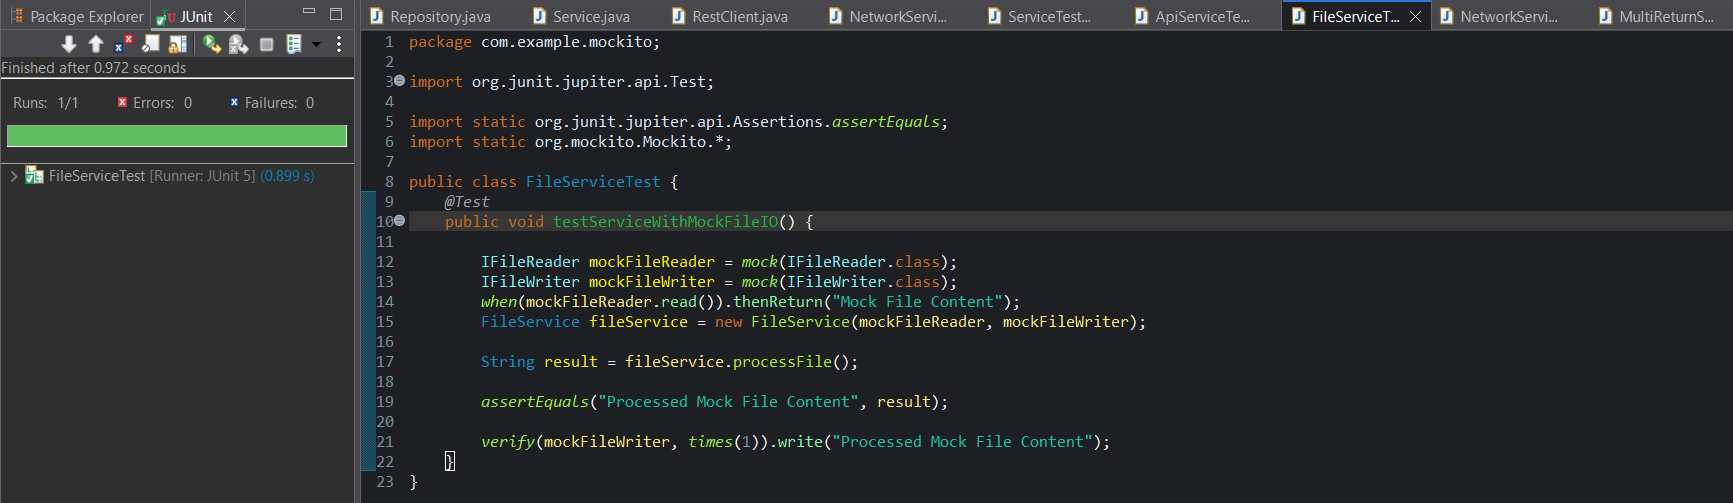 Package Explorer JUnit
Finished after 0.972 seconds
Runs: 1/1 Errors: 0 Failures: 0
FileServiceTest [Runner: JUnit 5] (0.899 s)
Repository.java Service.java RestClient.java NetworkServi... ServiceTest... ApiServiceTe... FileServiceT... NetworkServi... MultiReturnS...
1 package com.example.mockito;
2
3 import org.junit.jupiter.api.Test;
4
5 import static org.junit.jupiter.api.Assertions.assertEquals;
6 import static org.mockito.Mockito.*;
7
8 public class FileServiceTest {
9 @Test
10 public void testServiceWithMockFileIO() {
11
12 IFileReader mockFileReader = mock(IFileReader.class);
13 IFileWriter mockFileWriter = mock(IFileWriter.class);
14 when(mockFileReader.read()).thenReturn("Mock File Content");
15 FileService fileService = new FileService(mockFileReader, mockFileWriter);
16
17 String result = fileService.processFile();
18
19 assertEquals("Processed Mock File Content", result);
20
21 verify(mockFileWriter, times(1)).write("Processed Mock File Content");
22 }
23 }